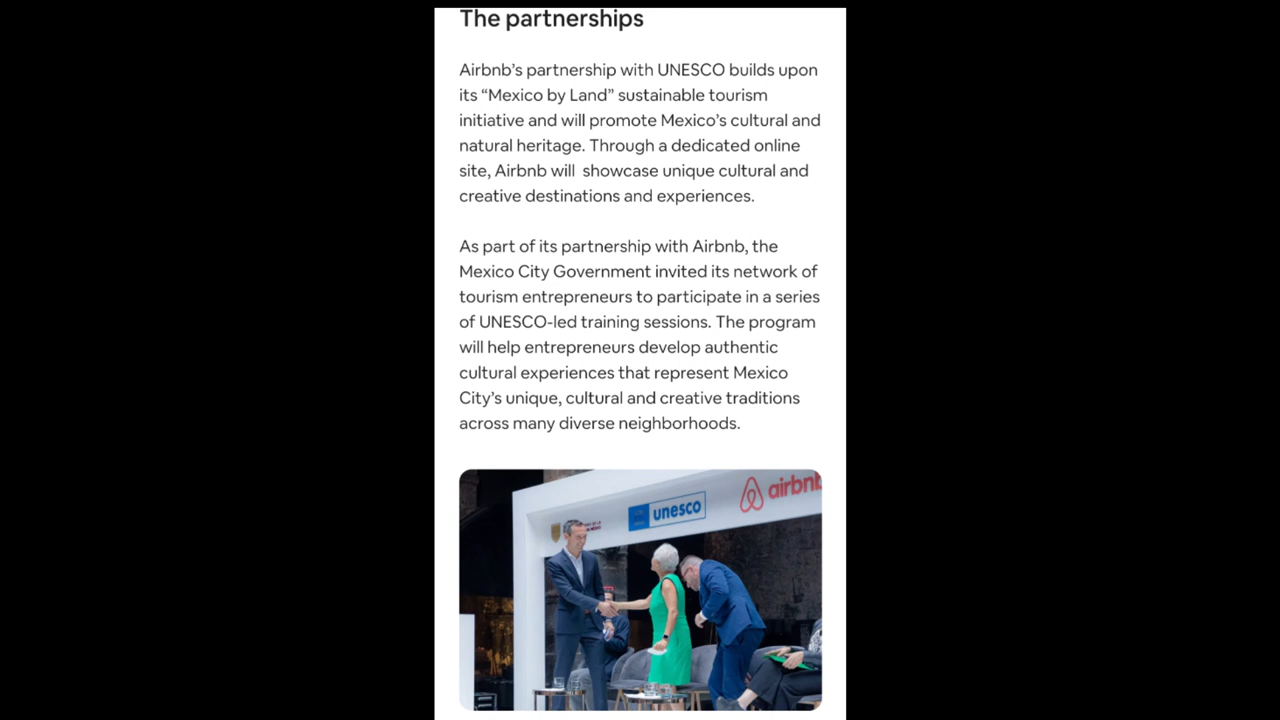 The partnerships
Airbnb’s partnership with UNESCO builds upon
its “Mexico by Land” sustainable tourism
initiative and will promote Mexico’s cultural and
natural heritage. Through a dedicated online
site, Airbnb will  showcase unique cultural and
creative destinations and experiences.
As part of its partnership with Airbnb, the
Mexico City Government invited its network of
tourism entrepreneurs to participate in a series
of UNESCO-led training sessions. The program
will help entrepreneurs develop authentic
cultural experiences that represent Mexico
City’s unique, cultural and creative traditions
across many diverse neighborhoods.
unesco
airbnb